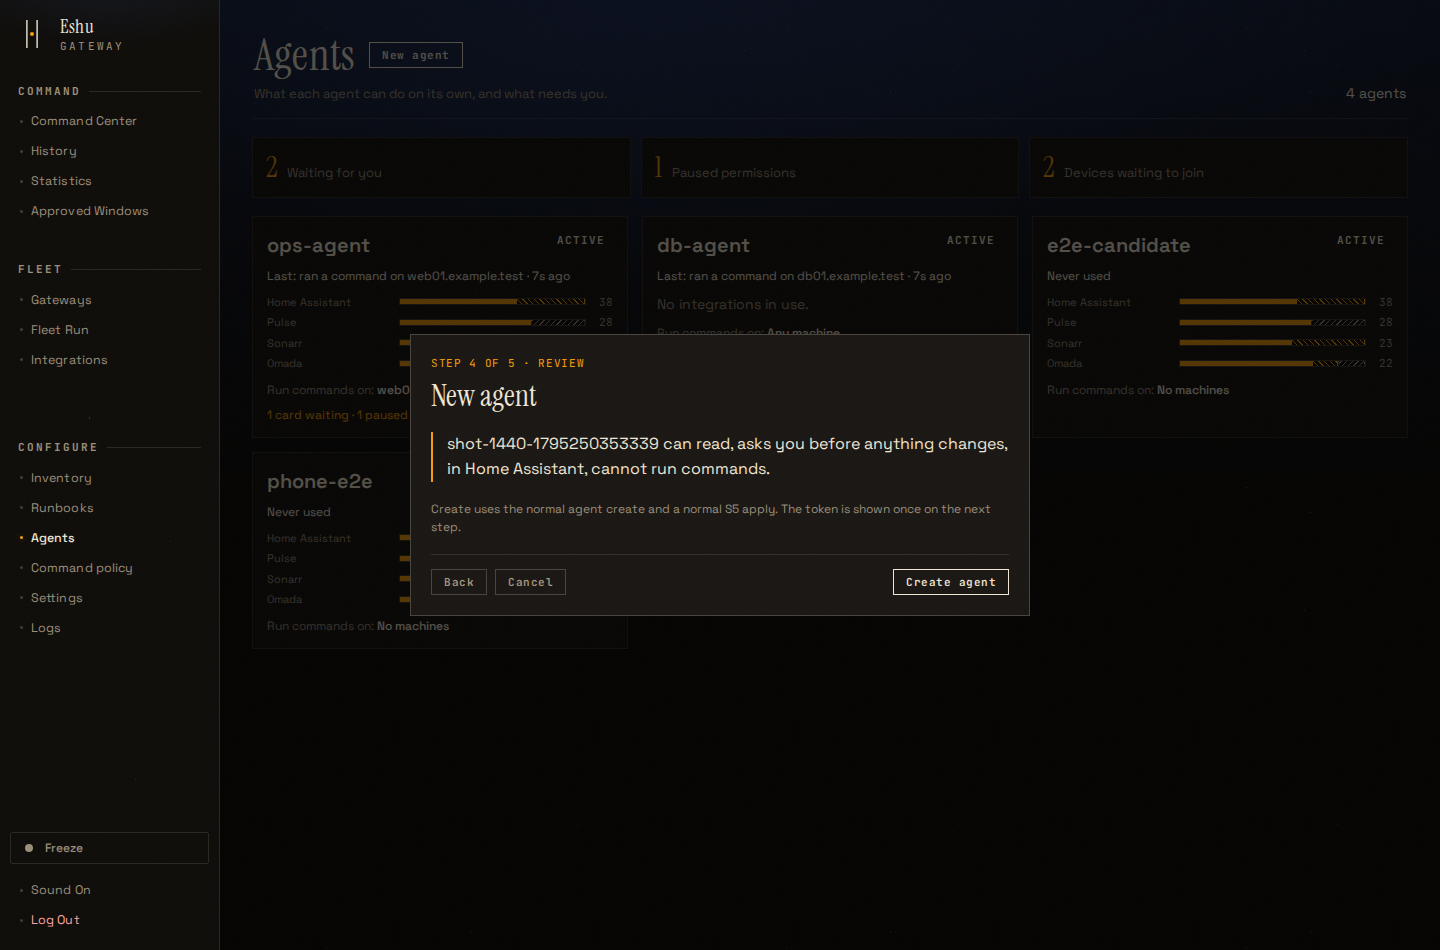 Eshu
GATEWAY
COMMAND
Command Center
History
Statistics
Approved Windows
FLEET
Gateways
Fleet Run
Integrations
CONFIGURE
Inventory
Runbooks
Agents
Command policy
Settings
Logs
Freeze
Sound On
Log Out
Agents
New agent
What each agent can do on its own, and what needs you.
4 agents
2 Waiting for you
1 Paused permissions
2 Devices waiting to join
ops-agent
ACTIVE
Last: ran a command on web01.example.test · 7s ago
Home Assistant 38
Pulse 28
Sonarr
Omada
Run commands on: web0
1 card waiting · 1 paused
db-agent
ACTIVE
Last: ran a command on db01.example.test · 7s ago
No integrations in use.
Run commands on: Any machine
e2e-candidate
ACTIVE
Never used
Home Assistant 38
Pulse 28
Sonarr 23
Omada 22
Run commands on: No machines
phone-e2e
Never used
Home Assistant
Pulse
Sonarr
Omada
Run commands on: No machines
STEP 4 OF 5 · REVIEW
New agent
shot-1440-1795250353339 can read, asks you before anything changes,
in Home Assistant, cannot run commands.
Create uses the normal agent create and a normal S5 apply. The token is shown once on the next
step.
Back
Cancel
Create agent